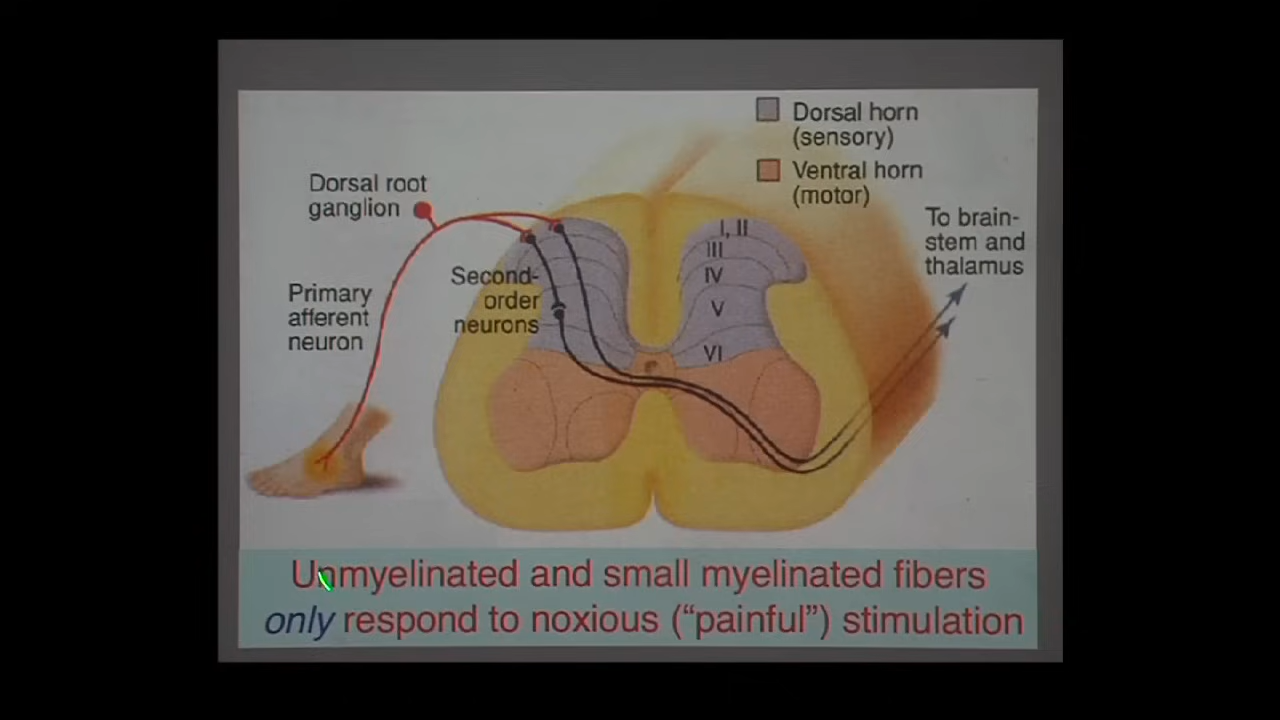 Dorsal horn
(sensory)
Ventral horn
(motor)
Dorsal root
ganglion
To brain-
stem and
thalamus
I, II
III
IV
V
VI
Second-
order
neurons
Primary
afferent
neuron
Unmyelinated and small myelinated fibers
only respond to noxious (“painful”) stimulation